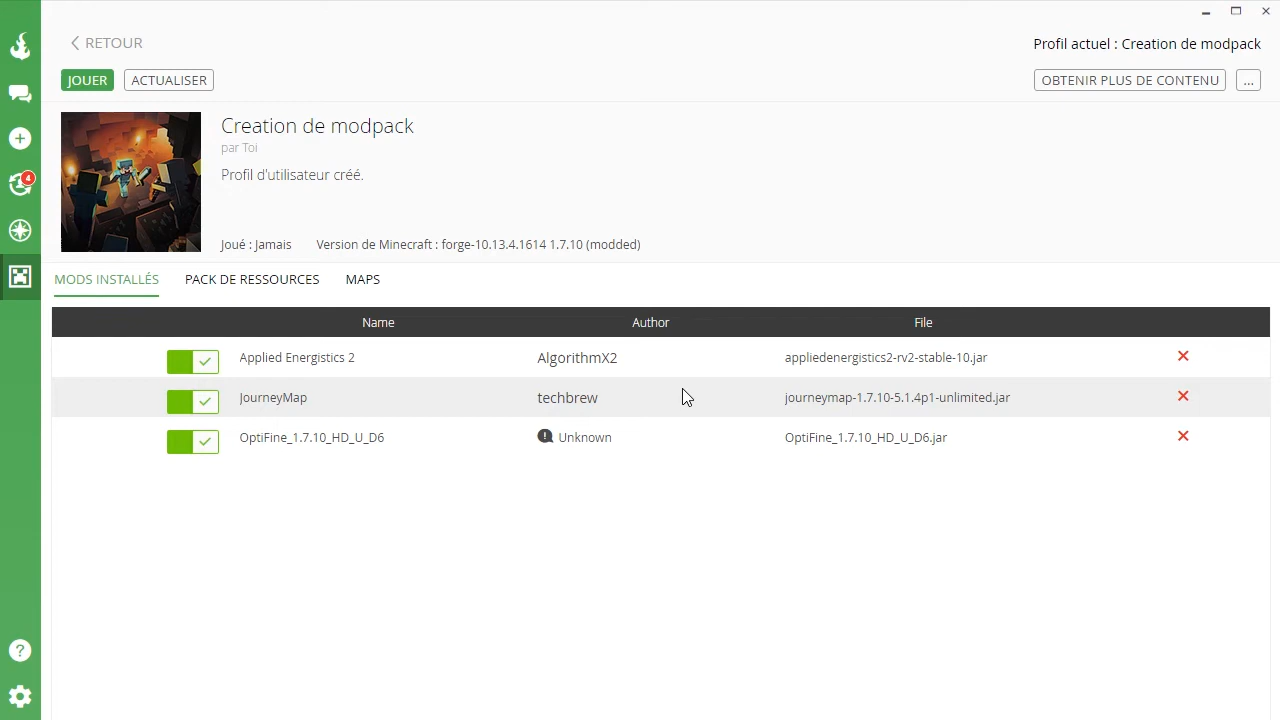 RETOUR
Profil actuel : Creation de modpack
JOUER
ACTUALISER
OBTENIR PLUS DE CONTENU
...
Creation de modpack
par Toi
Profil d'utilisateur créé.
4
Joué : Jamais
Version de Minecraft : forge-10.13.4.1614 1.7.10 (modded)
MODS INSTALLÉS
PACK DE RESSOURCES
MAPS
Name Author File
Applied Energistics 2 AlgorithmX2 appliedenergistics2-rv2-stable-10.jar
JourneyMap techbrew journeymap-1.7.10-5.1.4p1-unlimited.jar
OptiFine_1.7.10_HD_U_D6 Unknown OptiFine_1.7.10_HD_U_D6.jar